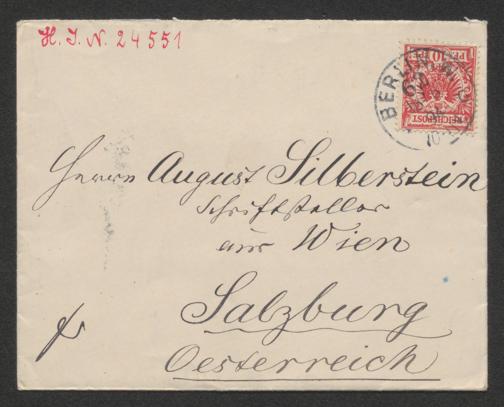 H. I. N. 24551
BERLIN W
REICHSPOST
10 PFENNIG
Herrn August Silberstein
Schriftsteller
aus Wien
Salzburg
Oesterreich